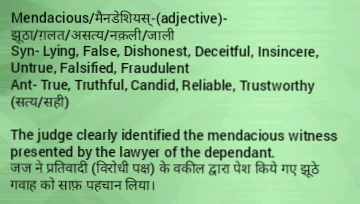 Mendacious/मैनडेशियस्-(adjective)-
झूठा/ग़लत/असत्य/नक़ली/जाली
Syn- Lying, False, Dishonest, Deceitful, Insincere,
Untrue, Falsified, Fraudulent
Ant- True, Truthful, Candid, Reliable, Trustworthy
(सत्य/सही)
The judge clearly identified the mendacious witness
presented by the lawyer of the dependant.
जज ने प्रतिवादी (विरोधी पक्ष) के वकील द्वारा पेश किये गए झूठे
गवाह को साफ़ पहचान लिया।